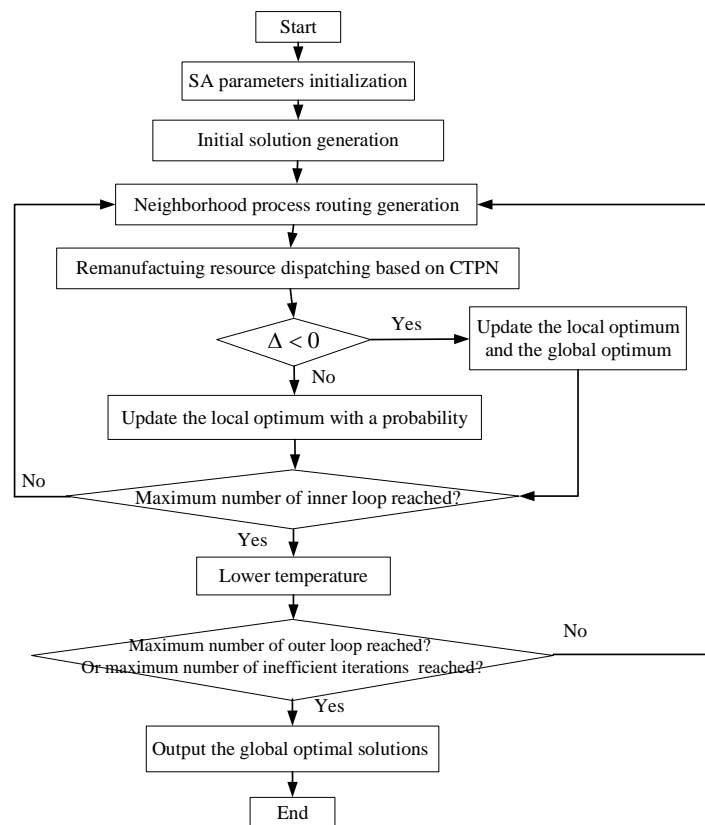 Start
SA parameters initialization
Initial solution generation
Neighborhood process routing generation
Remanufactuing resource dispatching based on CTPN
Δ < 0
Yes
Update the local optimum
and the global optimum
No
Update the local optimum with a probability
No
Maximum number of inner loop reached?
Yes
Lower temperature
Maximum number of outer loop reached?
Or maximum number of inefficient iterations reached?
No
Yes
Output the global optimal solutions
End